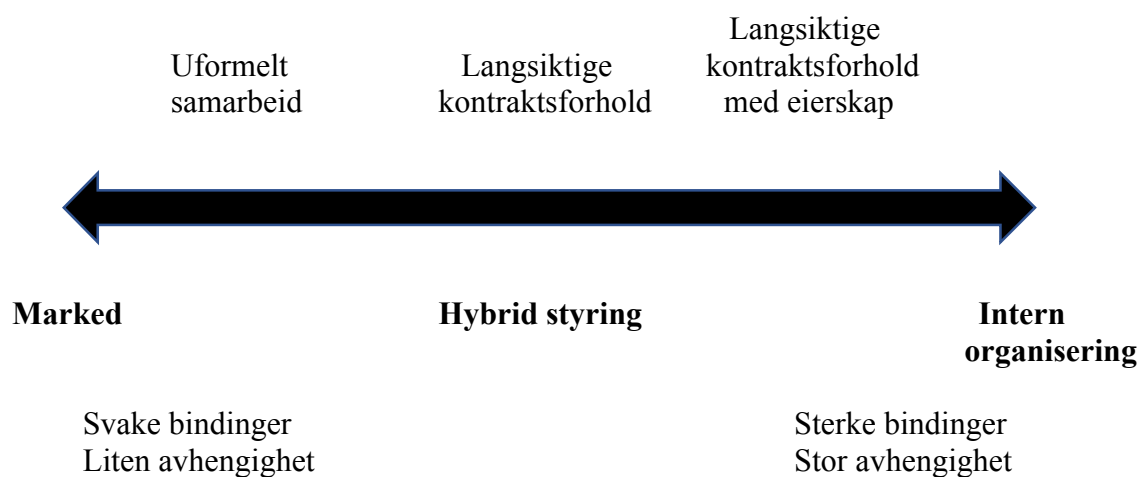 Uformelt
samarbeid
Langsiktige
kontraktsforhold
Langsiktige
kontraktsforhold
med eierskap
Marked
Hybrid styring
Intern
organisering
Svake bindinger
Liten avhengighet
Sterke bindinger
Stor avhengighet